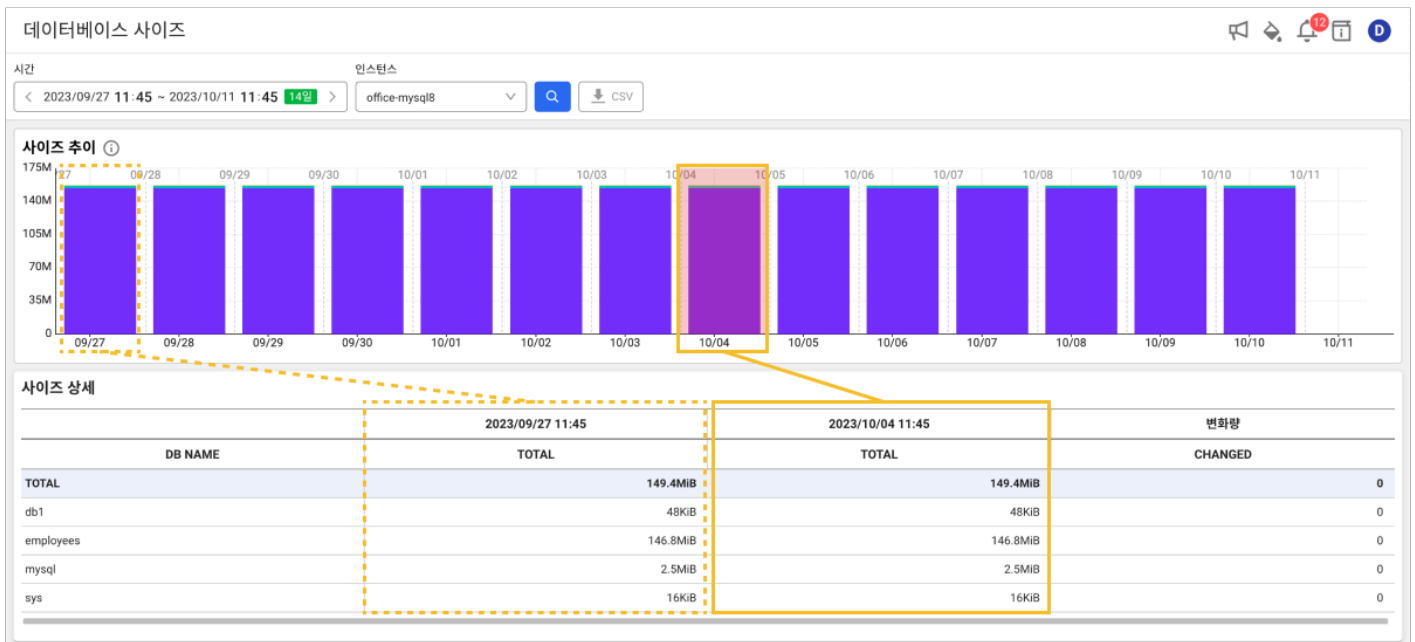 데이터베이스 사이즈
12
D
시간
인스턴스
2023/09/27 11:45 ~ 2023/10/11 11:45 14일
office-mysql8
CSV
사이즈 추이
175M
/27 09/28 09/29 09/30 10/01 10/02 10/03 10/04 10/05 10/06 10/07 10/08 10/09 10/10 10/11
140M
105M
70M
35M
0
09/27 09/28 09/29 09/30 10/01 10/02 10/03 10/04 10/05 10/06 10/07 10/08 10/09 10/10 10/11
사이즈 상세
2023/09/27 11:45 2023/10/04 11:45 변화량
DB NAME TOTAL TOTAL CHANGED
TOTAL 149.4MiB 149.4MiB 0
db1 48KiB 48KiB 0
employees 146.8MiB 146.8MiB 0
mysql 2.5MiB 2.5MiB 0
sys 16KiB 16KiB 0